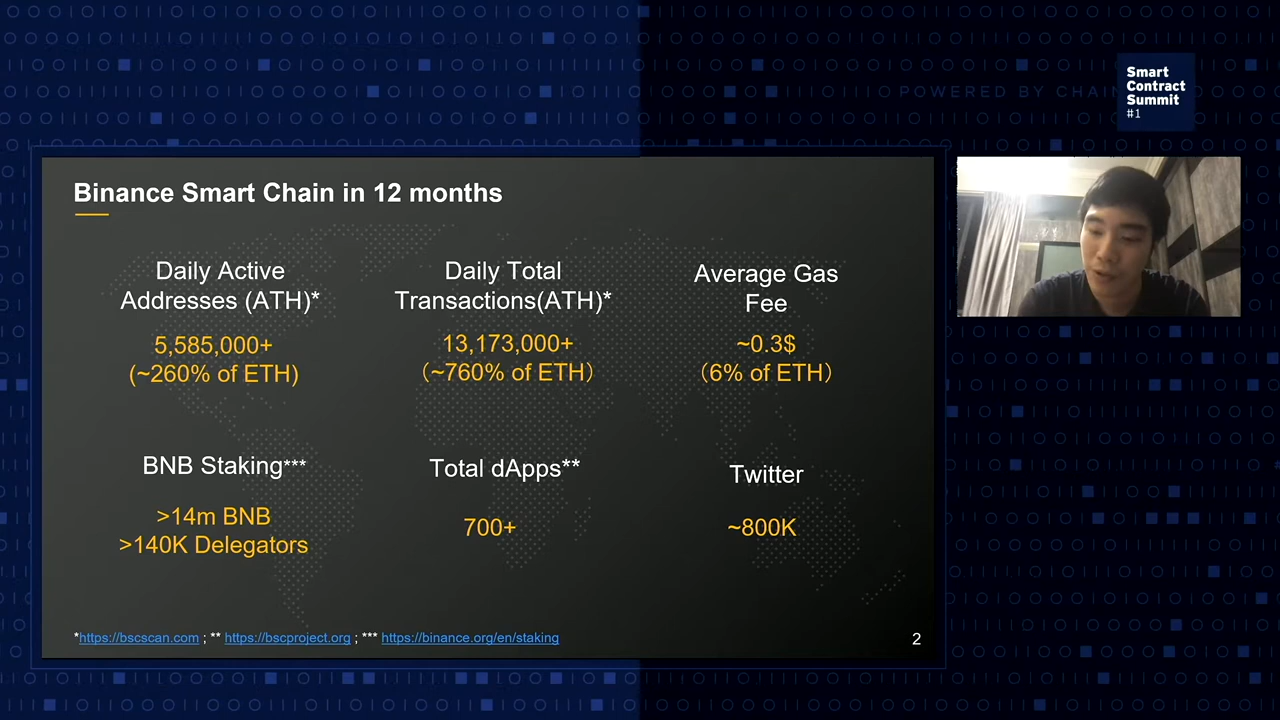 Smart
Contract
Summit
#1
POWERED BY CHAIN
Binance Smart Chain in 12 months
Daily Active
Addresses (ATH)*
5,585,000+
(~260% of ETH)
Daily Total
Transactions(ATH)*
13,173,000+
（~760% of ETH）
Average Gas
Fee
~0.3$
（6% of ETH）
BNB Staking***
>14m BNB
>140K Delegators
Total dApps**
700+
Twitter
~800K
*https://bscscan.com ; ** https://bscproject.org ; *** https://binance.org/en/staking
2